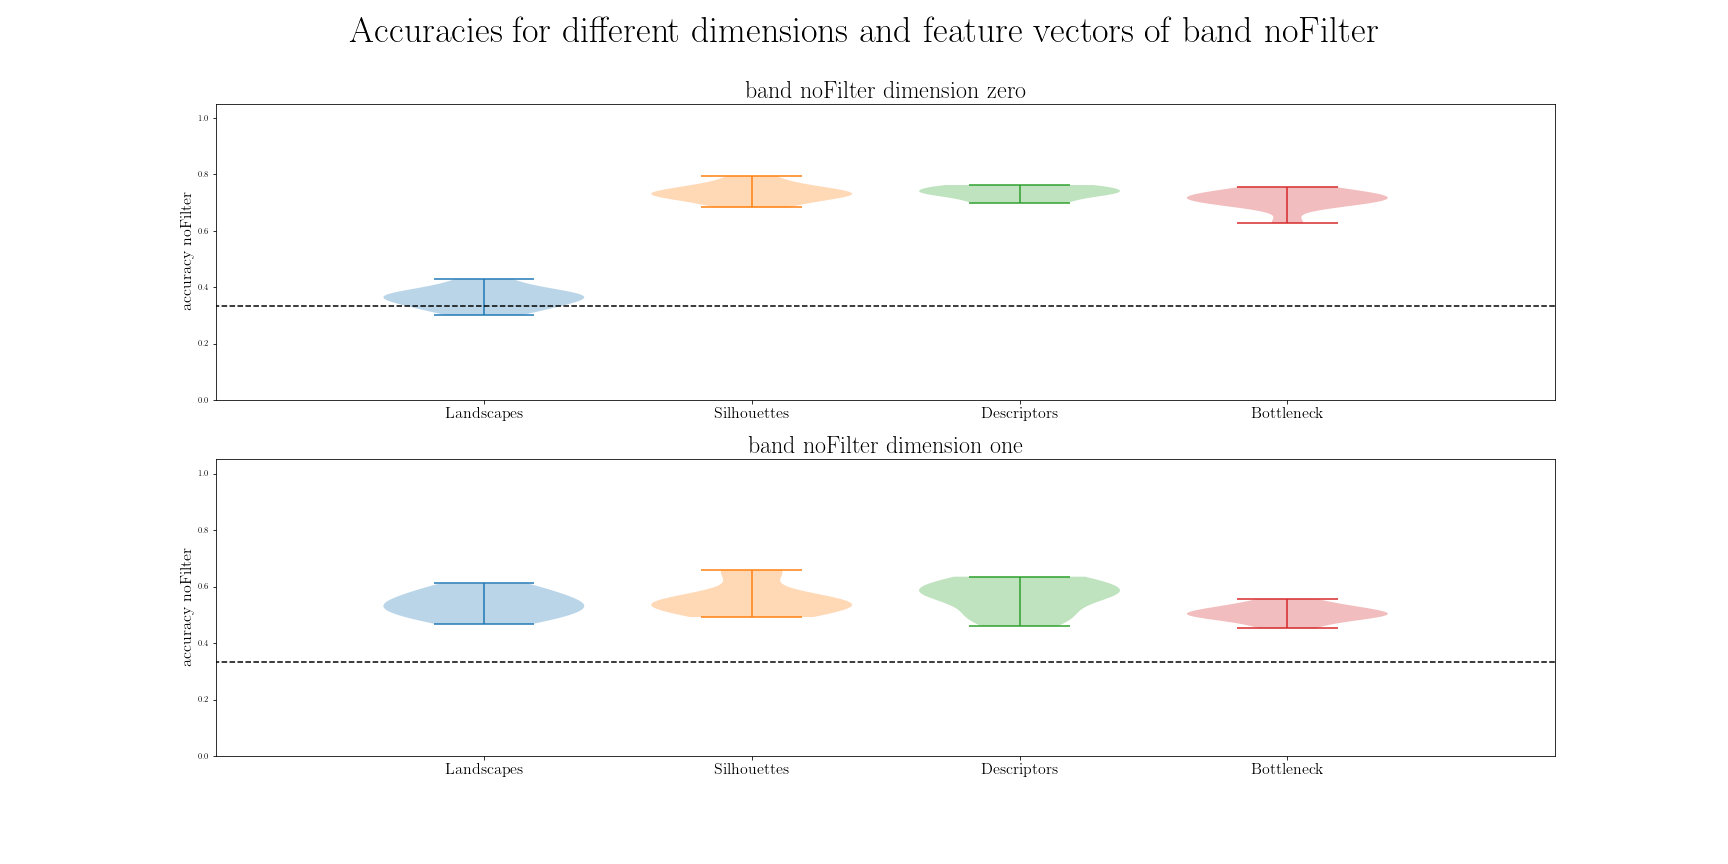 Accuracies for different dimensions and feature vectors of band noFilter
band noFilter dimension zero
accuracy noFilter
1.0
0.8
0.6
0.4
0.2
0.0
Landscapes Silhouettes Descriptors Bottleneck
band noFilter dimension one
accuracy noFilter
1.0
0.8
0.6
0.4
0.2
0.0
Landscapes Silhouettes Descriptors Bottleneck